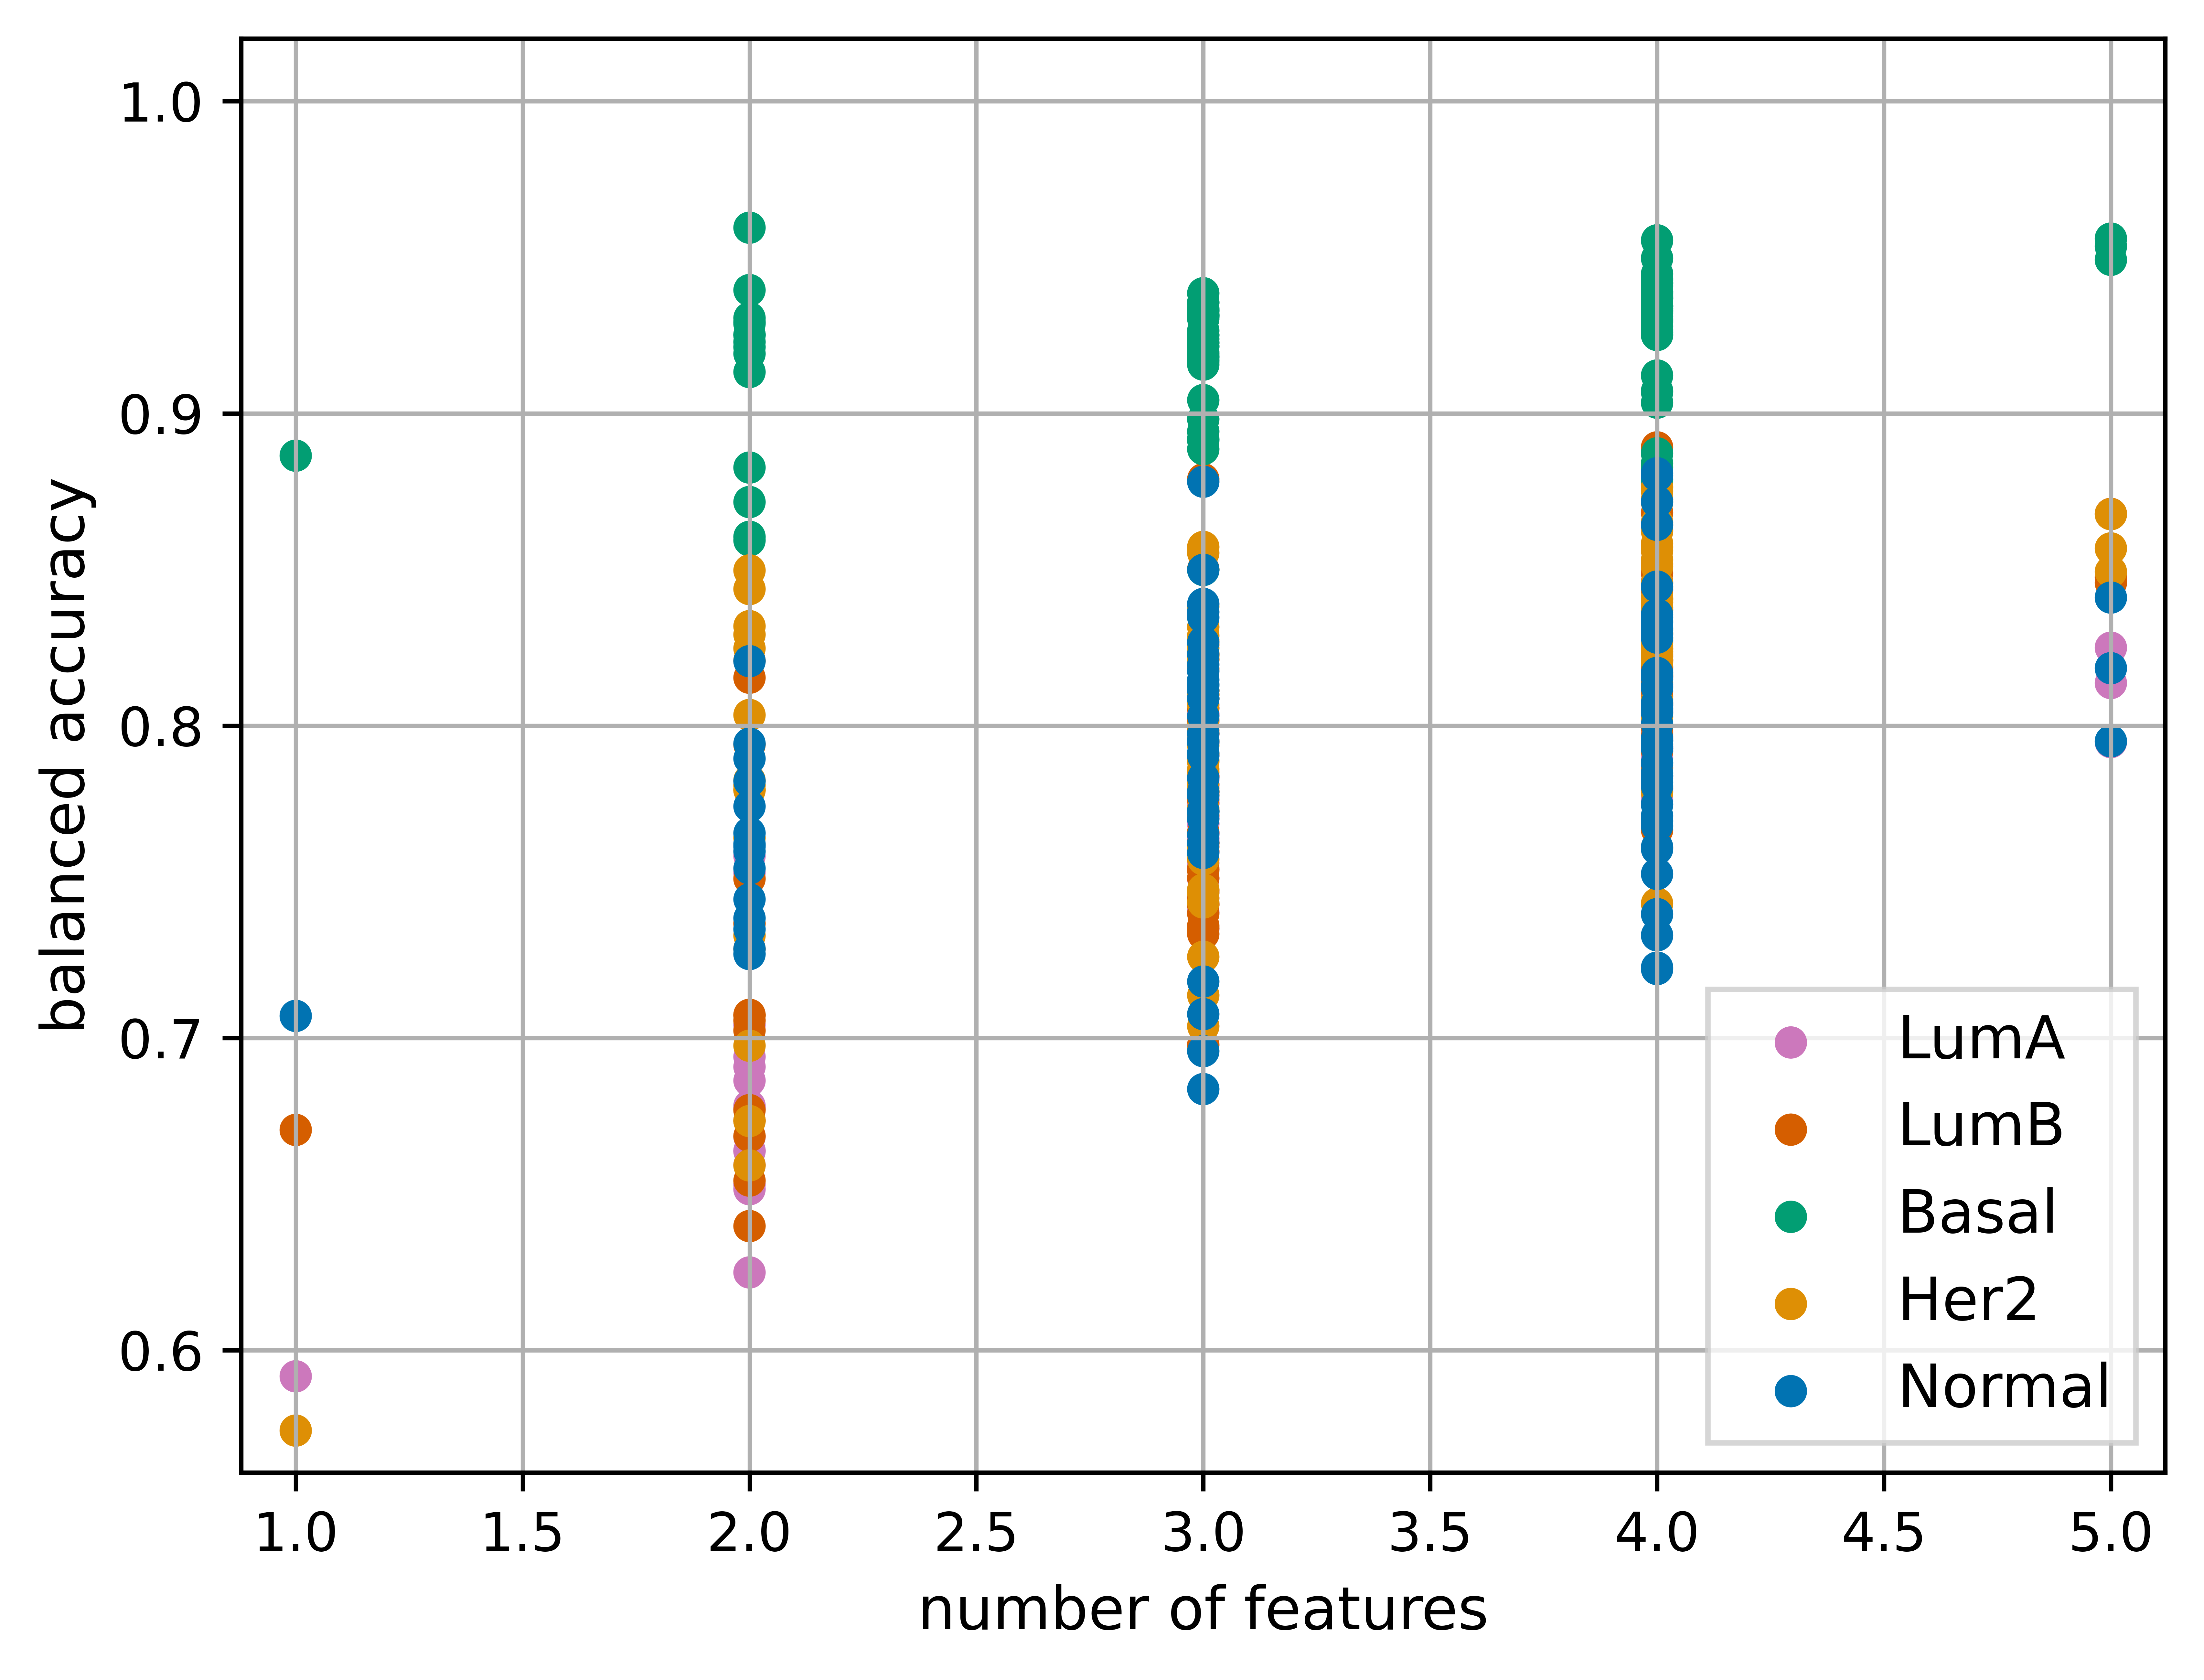 1.0
0.9
0.8
0.7
0.6
balanced accuracy
LumA
LumB
Basal
Her2
Normal
1.0 1.5 2.0 2.5 3.0 3.5 4.0 4.5 5.0
number of features